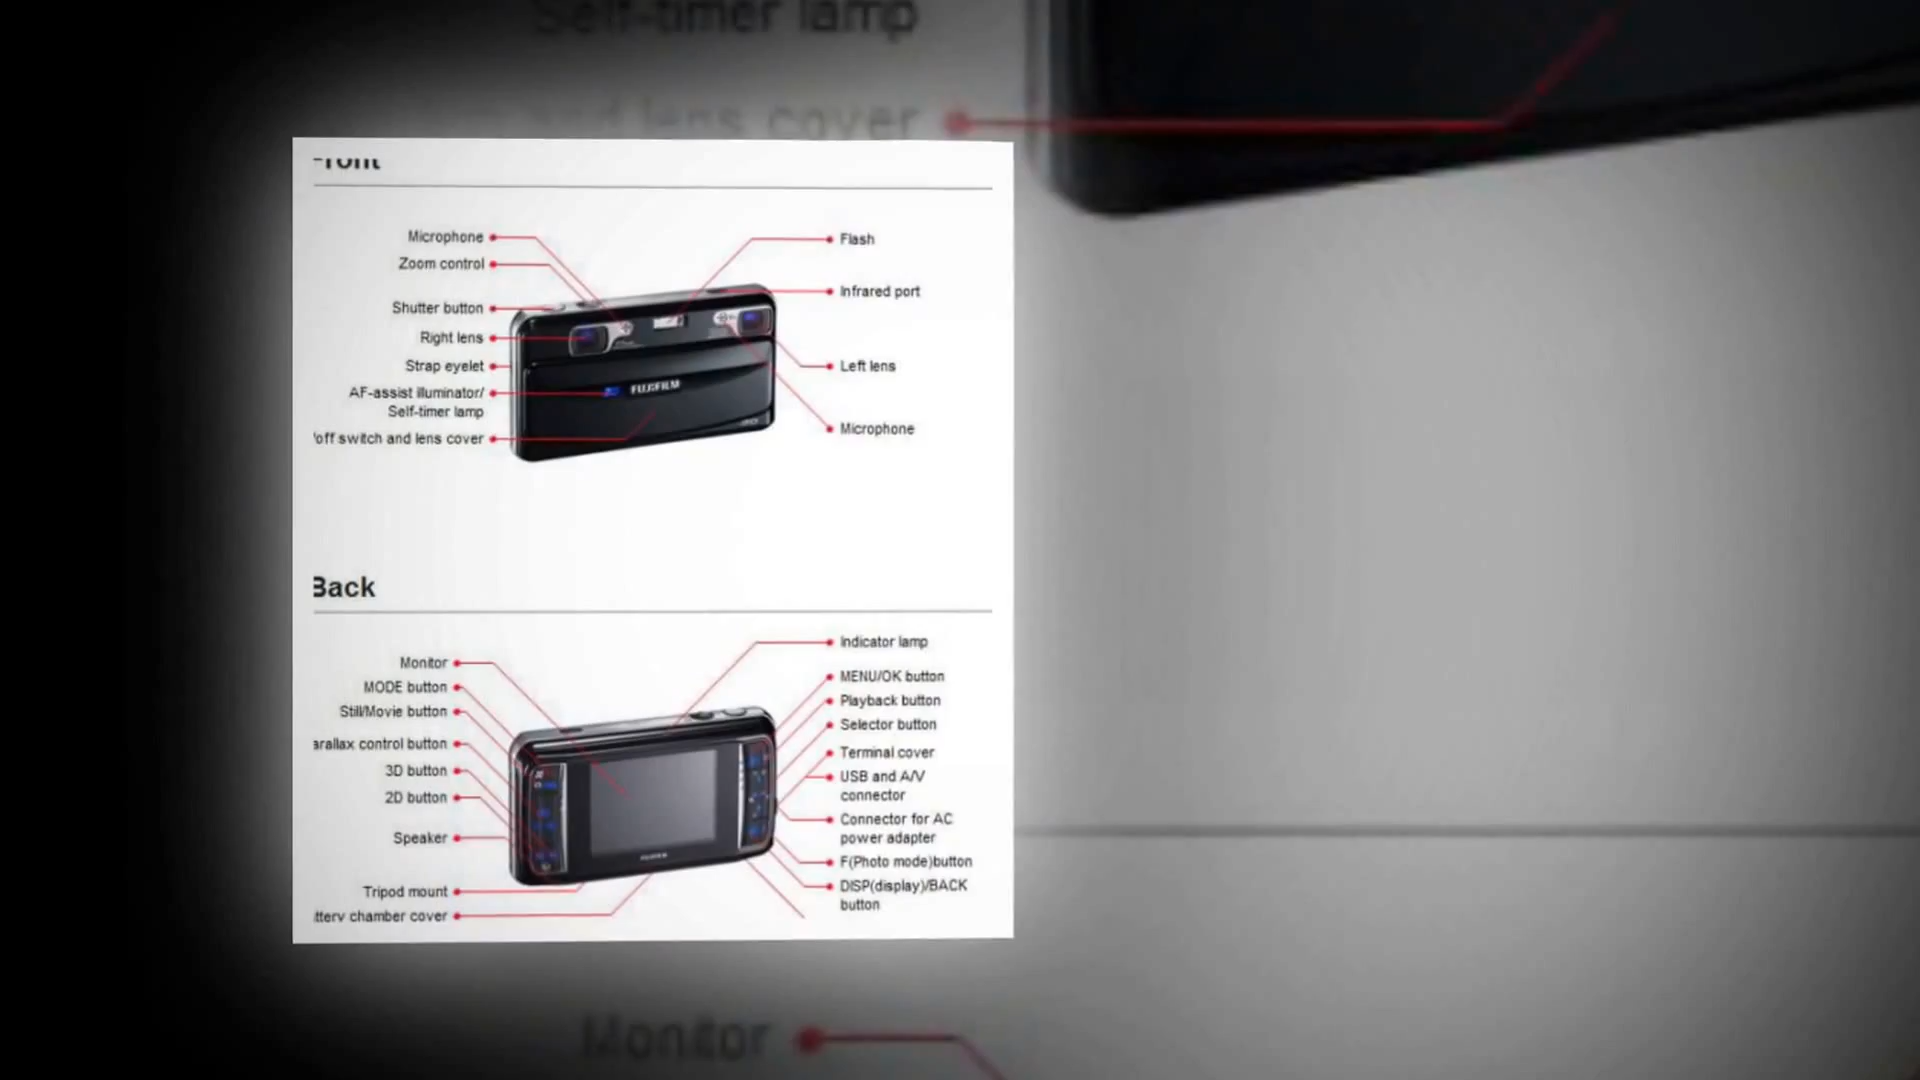 Self-timer lamp
and lens cover
Front
Microphone
Zoom control
Shutter button
Right lens
Strap eyelet
AF-assist illuminator/
Self-timer lamp
/off switch and lens cover
Flash
Infrared port
Left lens
Microphone
FUJIFILM
Back
Monitor
MODE button
Still/Movie button
arallax control button
3D button
2D button
Speaker
Tripod mount
ttery chamber cover
Indicator lamp
MENU/OK button
Playback button
Selector button
Terminal cover
USB and A/V
connector
Connector for AC
power adapter
F(Photo mode)button
DISP(display)/BACK
button
FUJIFILM
Monitor